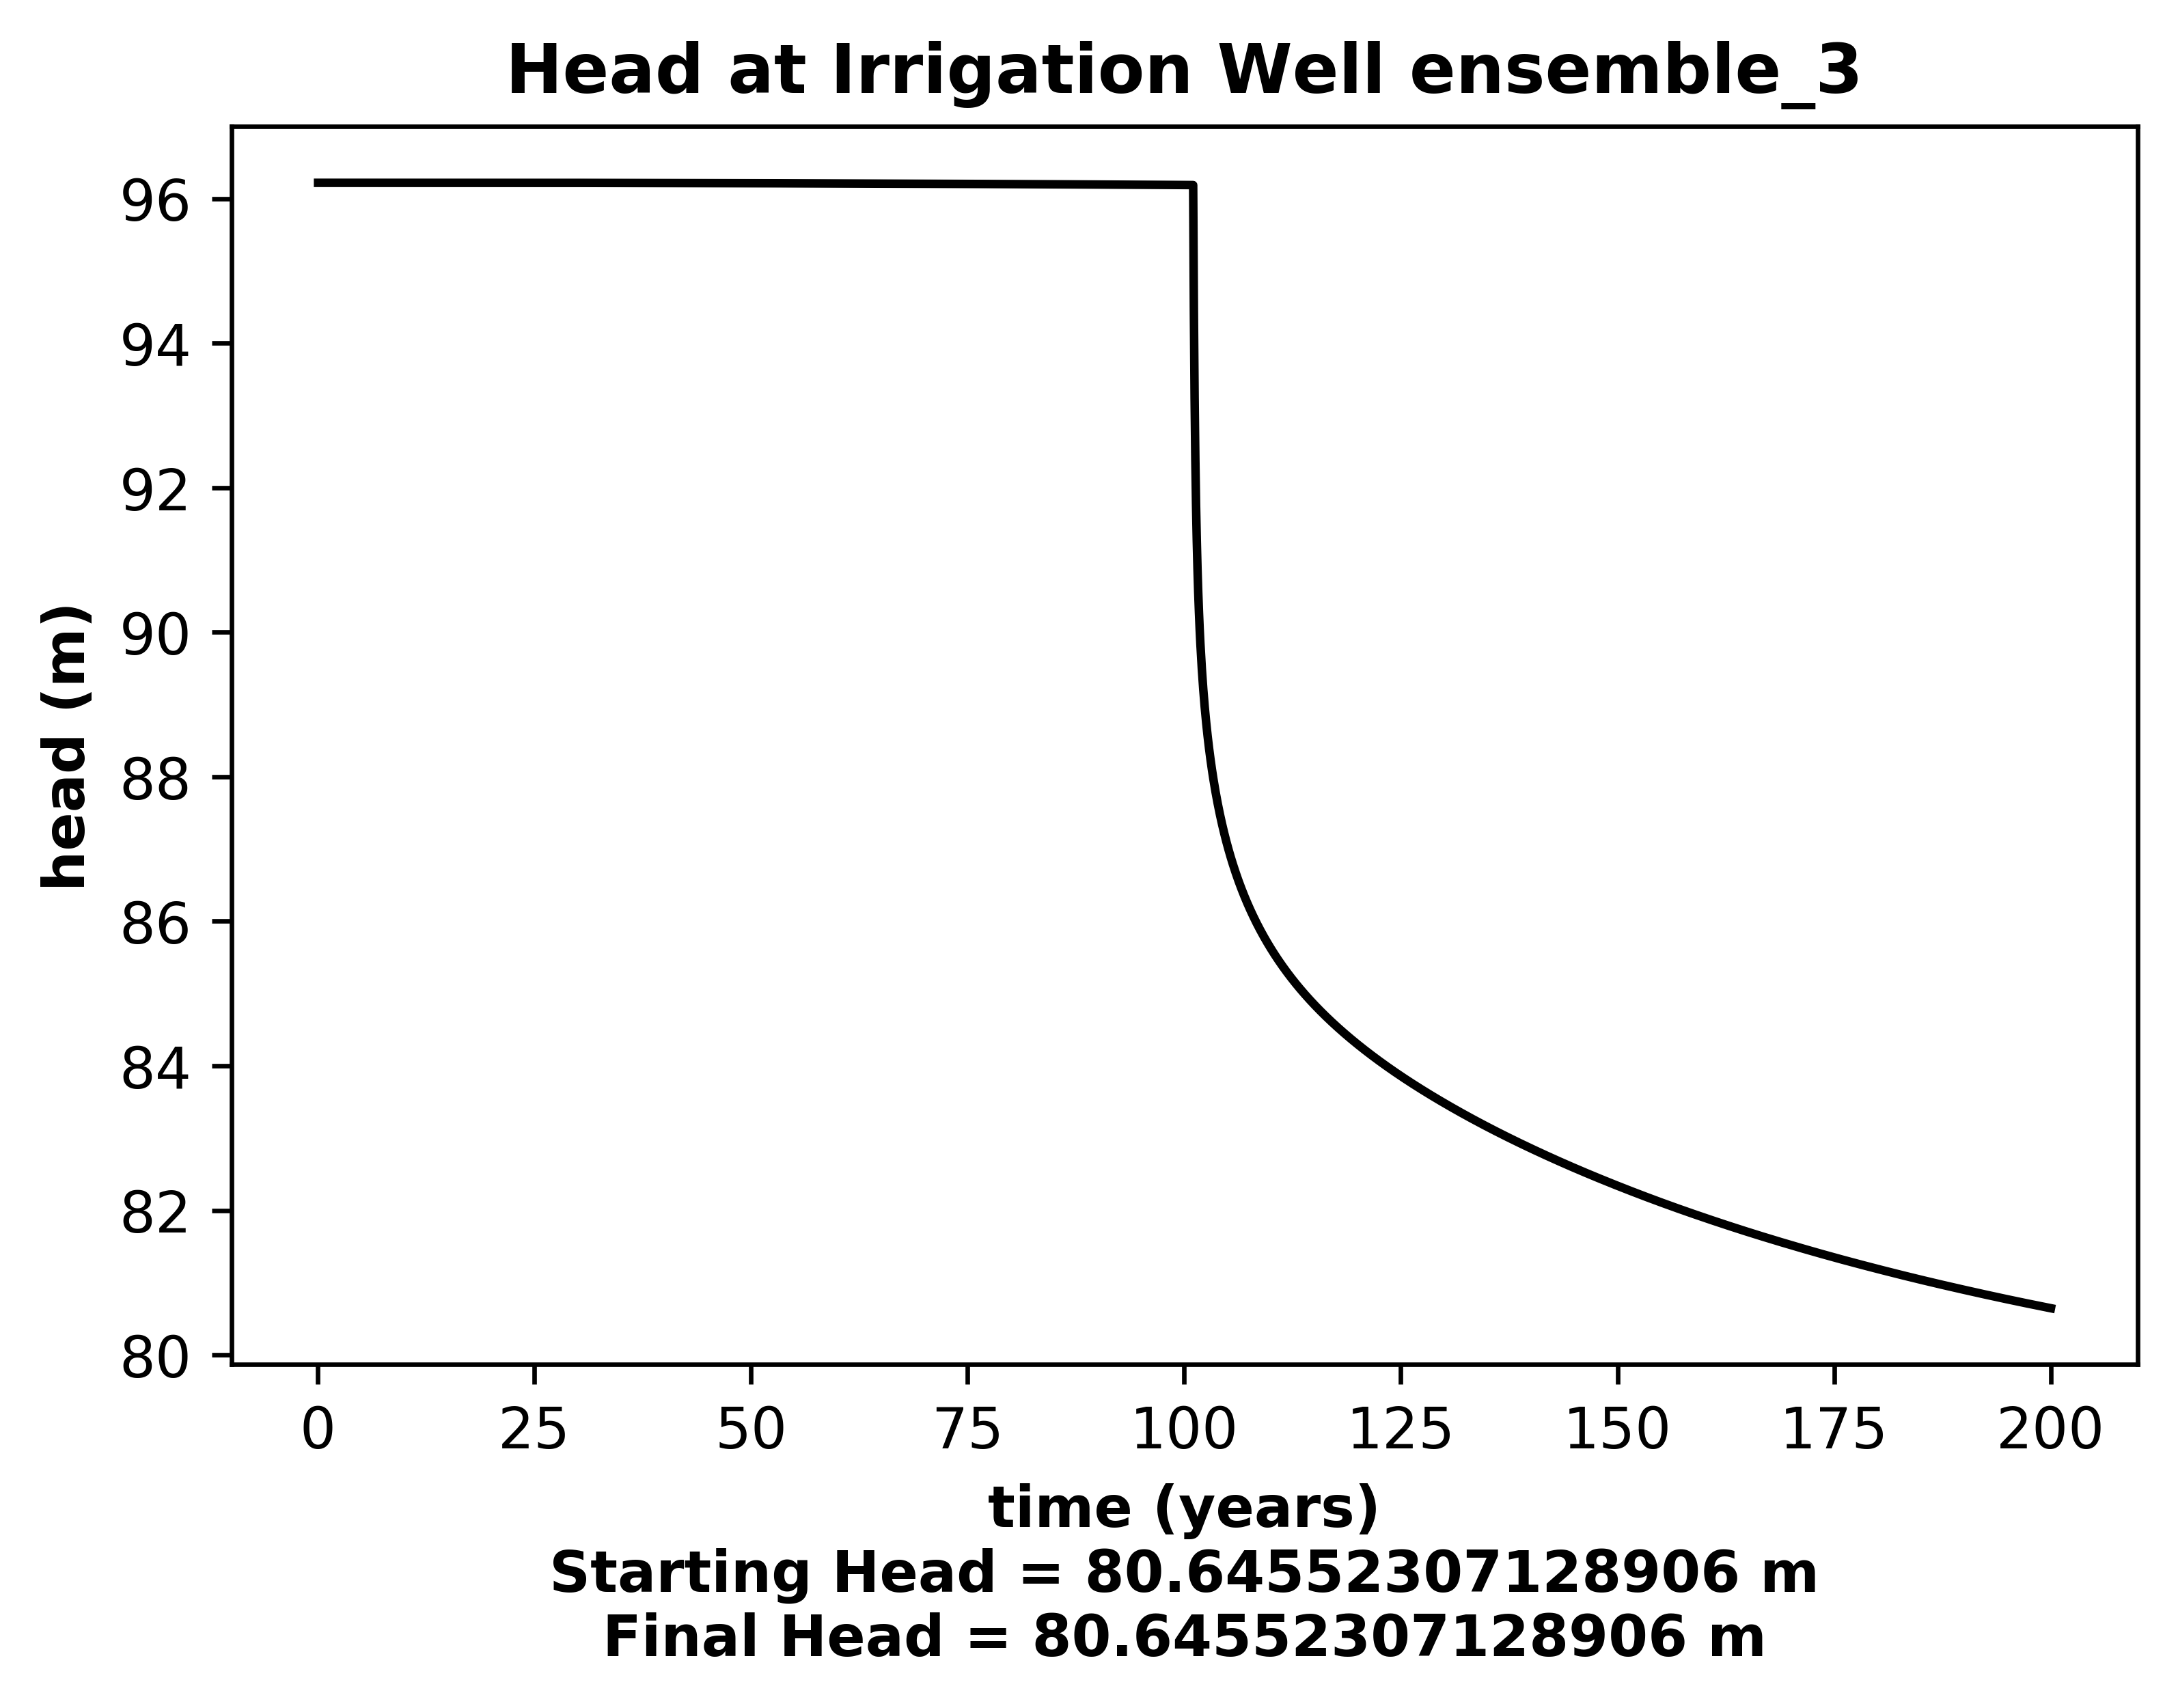 Head at Irrigation Well ensemble_3
head (m)
96
94
92
90
88
86
84
82
80
0 25 50 75 100 125 150 175 200
time (years)
Starting Head = 80.64552307128906 m
Final Head = 80.64552307128906 m